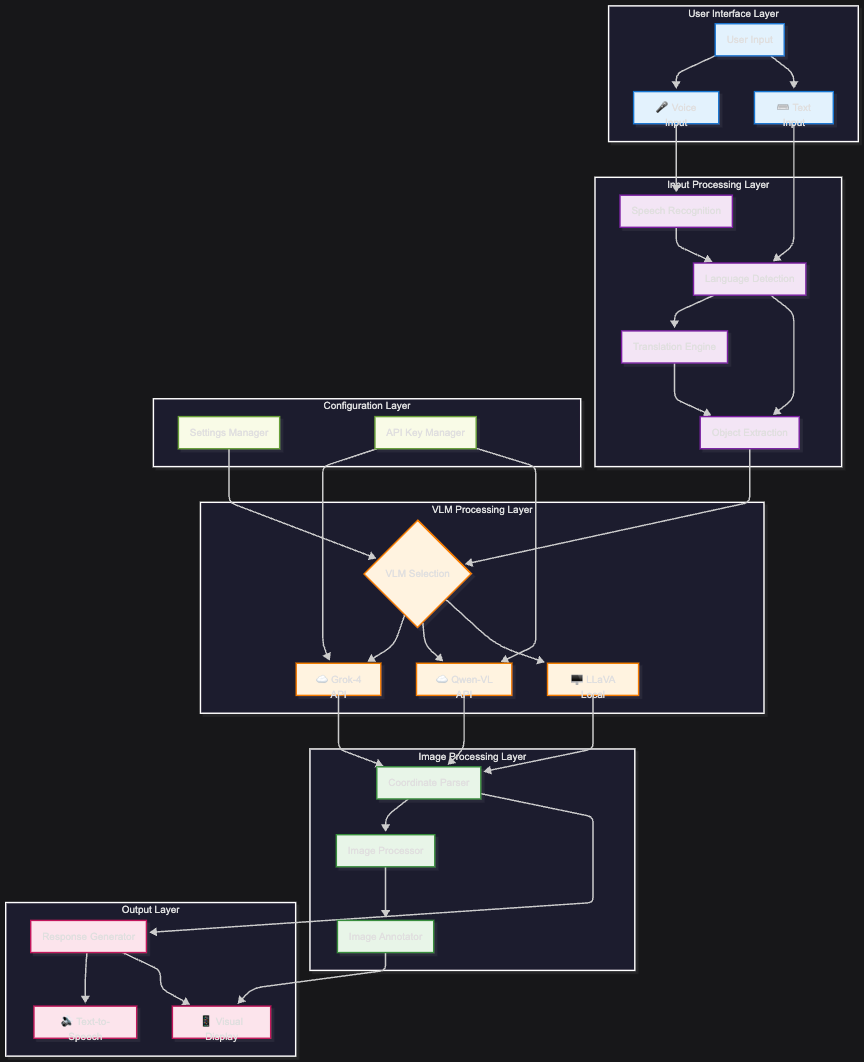 User Interface Layer
User Input
🎤 Voice
Input
⌨️ Text
Input
Input Processing Layer
Speech Recognition
Language Detection
Translation Engine
Object Extraction
Configuration Layer
Settings Manager
API Key Manager
VLM Processing Layer
VLM Selection
☁️ Grok-4
API
☁️ Qwen-VL
API
🖥️ LLaVA
Local
Image Processing Layer
Coordinate Parser
Image Processor
Image Annotator
Output Layer
Response Generator
🔊 Text-to-
Speech
📱 Visual
Display